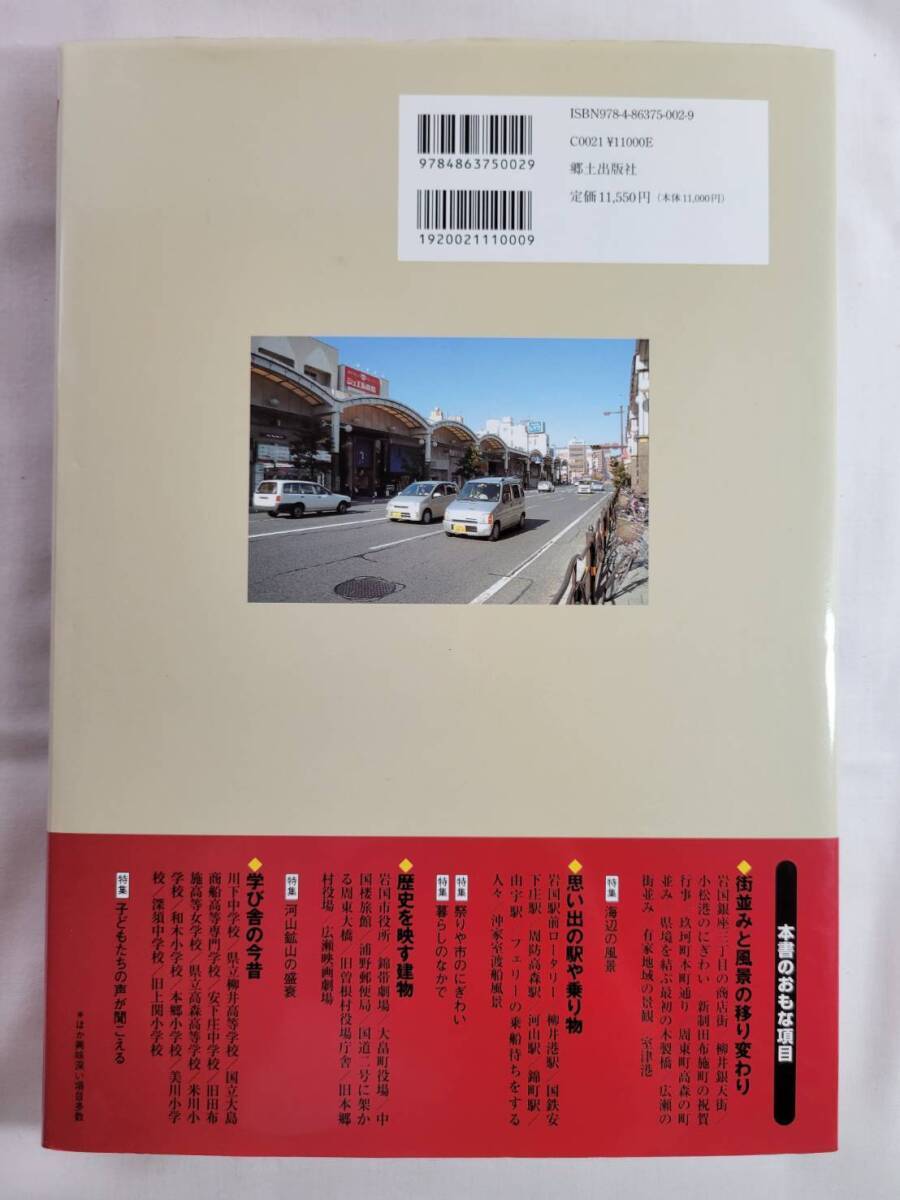 ISBN978-4-86375-002-9
C0021 ¥11000E
郷土出版社
定価11,550円（本体11,000円）
9784863750029
1920021110009
本書のおもな項目
◆街並みと風景の移り変わり
岩国銀座三丁目の商店街／柳井銀天街／
小松港のにぎわい／新制田布施町の祝賀
行事／玖珂町本町通り／周東町高森の町
並み／県境を結ぶ最初の木製橋／広瀬の
街並み／有家地域の景観／室津港
特集 海辺の風景
◆思い出の駅や乗り物
岩国駅前ロータリー／柳井港駅／国鉄安
下庄駅／周防高森駅／河山駅／錦町駅／
由宇駅／フェリーの乗船待ちをする
人々／沖家室渡船風景
特集 祭りや市のにぎわい
特集 暮らしのなかで
◆歴史を映す建物
岩国市役所／錦帯劇場／大畠町役場／中
国楼旅館／浦野郵便局／国道二号に架か
る周東大橋／旧曽根村役場庁舎／旧本郷
村役場／広瀬映画劇場
特集 河山鉱山の盛衰
◆学び舎の今昔
川下中学校／県立柳井高等学校／国立大島
商船高等専門学校／安下庄中学校／旧田布
施高等女学校／県立高森高等学校／米川小
学校／和木小学校／本郷小学校／美川小学
校／深須中学校／旧上関小学校
特集 子どもたちの声が聞こえる
＊ほか興味深い項目多数